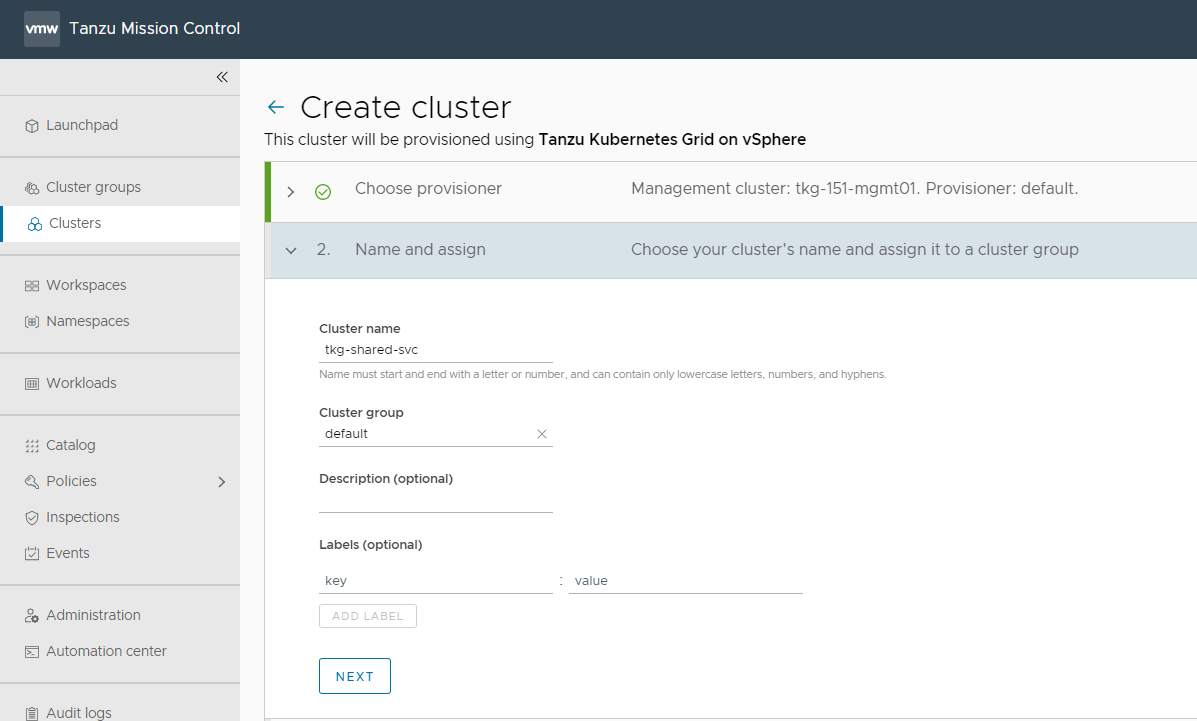 vmw Tanzu Mission Control
Launchpad
Cluster groups
Clusters
Workspaces
Namespaces
Workloads
Catalog
Policies
Inspections
Events
Administration
Automation center
Audit logs
Create cluster
This cluster will be provisioned using Tanzu Kubernetes Grid on vSphere
Choose provisioner Management cluster: tkg-151-mgmt01. Provisioner: default.
2. Name and assign Choose your cluster's name and assign it to a cluster group
Cluster name
tkg-shared-svc
Name must start and end with a letter or number, and can contain only lowercase letters, numbers, and hyphens.
Cluster group
default
Description (optional)
Labels (optional)
key : value
ADD LABEL
NEXT